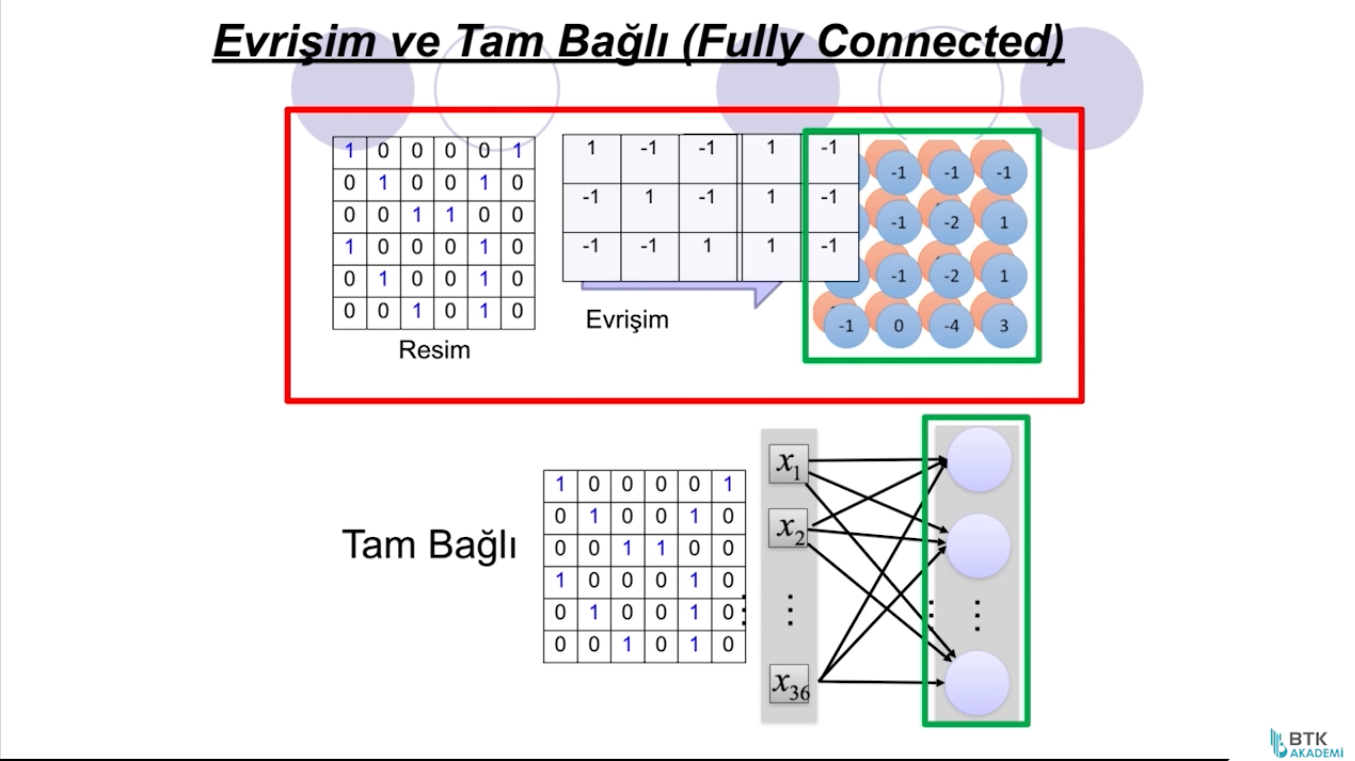 Evrişim ve Tam Bağlı (Fully Connected)
1 0 0 0 0 1
0 1 0 0 1 0
0 0 1 1 0 0
1 0 0 0 1 0
0 1 0 0 1 0
0 0 1 0 1 0
Resim
1 -1 -1 1 -1
-1 1 -1 1 -1
-1 -1 1 1 -1
Evrişim
-1 -1 -1
-1 -2 1
-1 -2 1
-1 0 -4 3
Tam Bağlı
1 0 0 0 0 1
0 1 0 0 1 0
0 0 1 1 0 0
1 0 0 0 1 0
0 1 0 0 1 0
0 0 1 0 1 0
x1
x2
⋮
x36
⋮
⋮
BTK
AKADEMİ